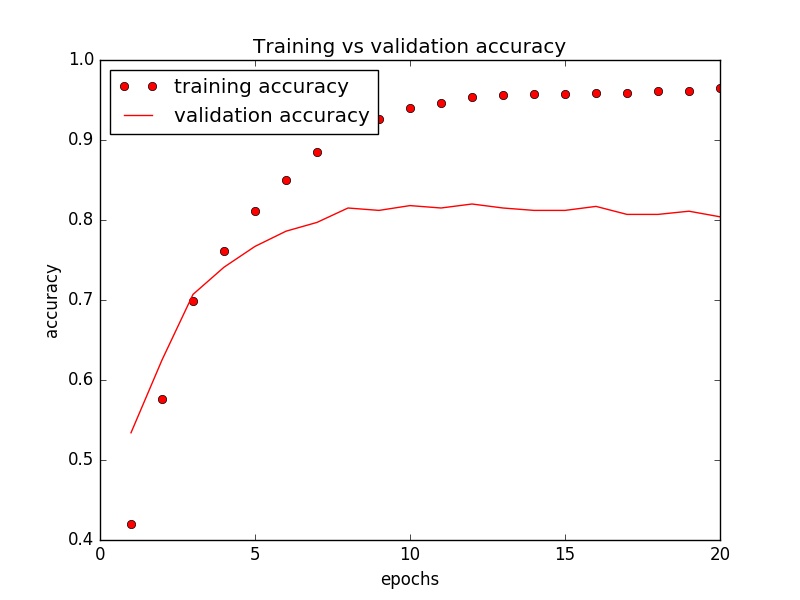 Training vs validation accuracy
training accuracy
validation accuracy
1.0
0.9
0.8
0.7
0.6
0.5
0.4
accuracy
0 5 10 15 20
epochs